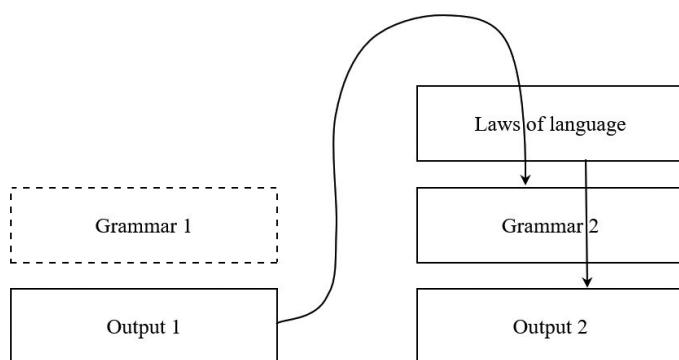 Laws of language
Grammar 1
Grammar 2
Output 1
Output 2